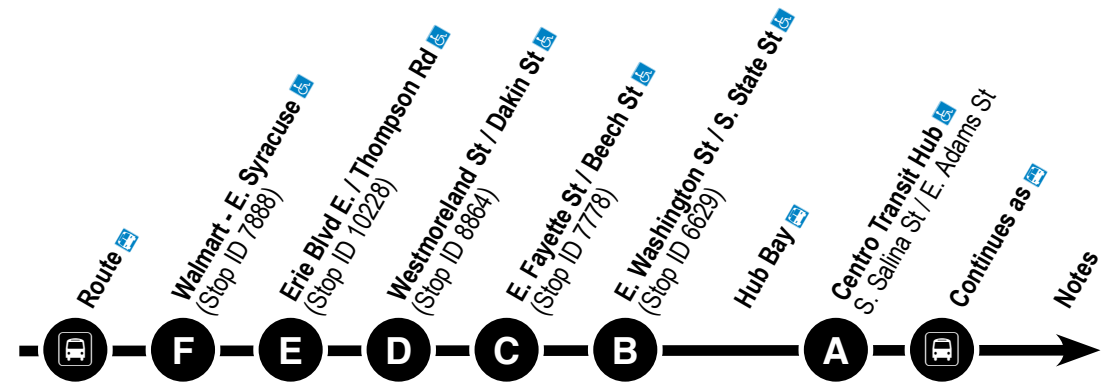 Route
Walmart - E. Syracuse
(Stop ID 7888)
Erie Blvd E. / Thompson Rd
(Stop ID 10228)
Westmoreland St / Dakin St
(Stop ID 8864)
E. Fayette St / Beech St
(Stop ID 7778)
E. Washington St / S. State St
(Stop ID 6629)
Hub Bay
Centro Transit Hub
S. Salina St / E. Adams St
Continues as
Notes
F
E
D
C
B
A